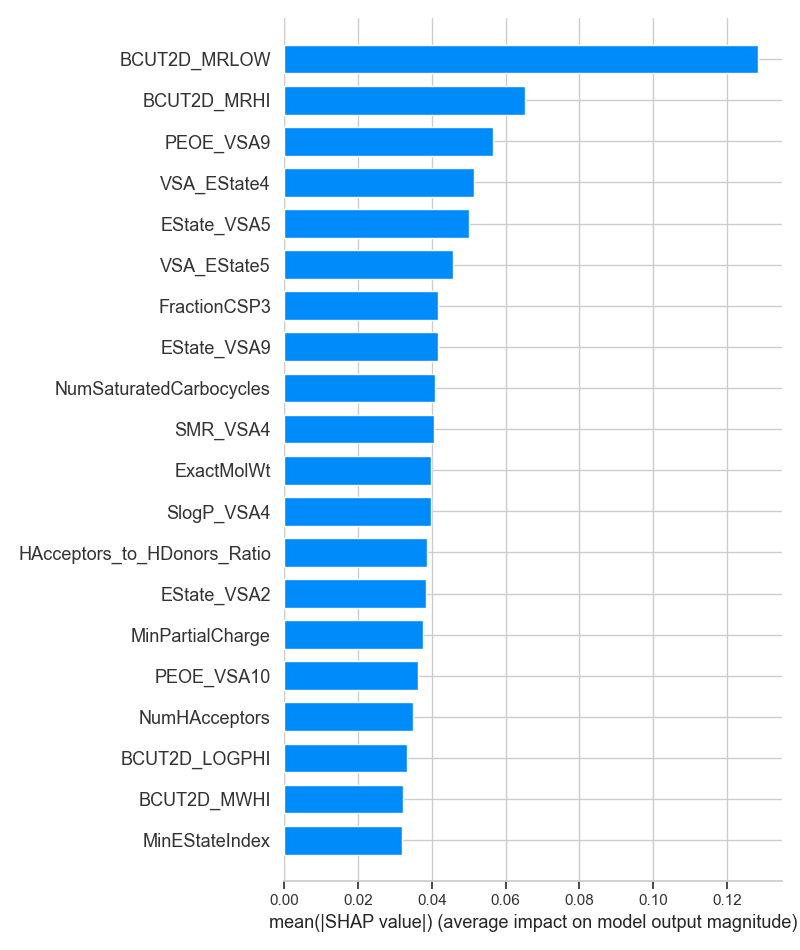 BCUT2D_MRLOW
BCUT2D_MRHI
PEOE_VSA9
VSA_EState4
EState_VSA5
VSA_EState5
FractionCSP3
EState_VSA9
NumSaturatedCarbocycles
SMR_VSA4
ExactMolWt
SlogP_VSA4
HAcceptors_to_HDonors_Ratio
EState_VSA2
MinPartialCharge
PEOE_VSA10
NumHAcceptors
BCUT2D_LOGPHI
BCUT2D_MWHI
MinEStateIndex
0.00 0.02 0.04 0.06 0.08 0.10 0.12
mean(|SHAP value|) (average impact on model output magnitude)